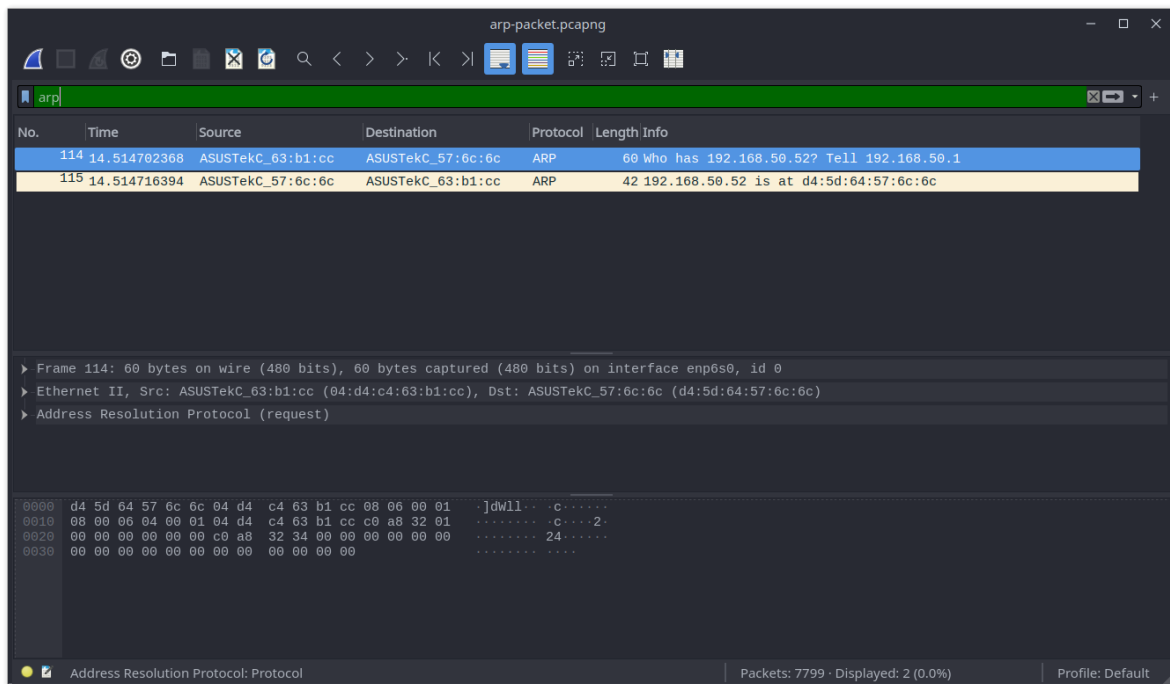 arp-packet.pcapng
arp
No. Time Source Destination Protocol Length Info
114 14.514702368 ASUSTekC_63:b1:cc ASUSTekC_57:6c:6c ARP 60 Who has 192.168.50.52? Tell 192.168.50.1
115 14.514716394 ASUSTekC_57:6c:6c ASUSTekC_63:b1:cc ARP 42 192.168.50.52 is at d4:5d:64:57:6c:6c
Frame 114: 60 bytes on wire (480 bits), 60 bytes captured (480 bits) on interface enp6s0, id 0
Ethernet II, Src: ASUSTekC_63:b1:cc (04:d4:c4:63:b1:cc), Dst: ASUSTekC_57:6c:6c (d4:5d:64:57:6c:6c)
Address Resolution Protocol (request)
0000 d4 5d 64 57 6c 6c 04 d4 c4 63 b1 cc 08 06 00 01 ·]dWll·· ·c······
0010 08 00 06 04 00 01 04 d4 c4 63 b1 cc c0 a8 32 01 ········ ·c····2·
0020 00 00 00 00 00 00 c0 a8 32 34 00 00 00 00 00 00 ········ 24······
0030 00 00 00 00 00 00 00 00 00 00 00 00 ········ ····
Address Resolution Protocol: Protocol Packets: 7799 · Displayed: 2 (0.0%) Profile: Default